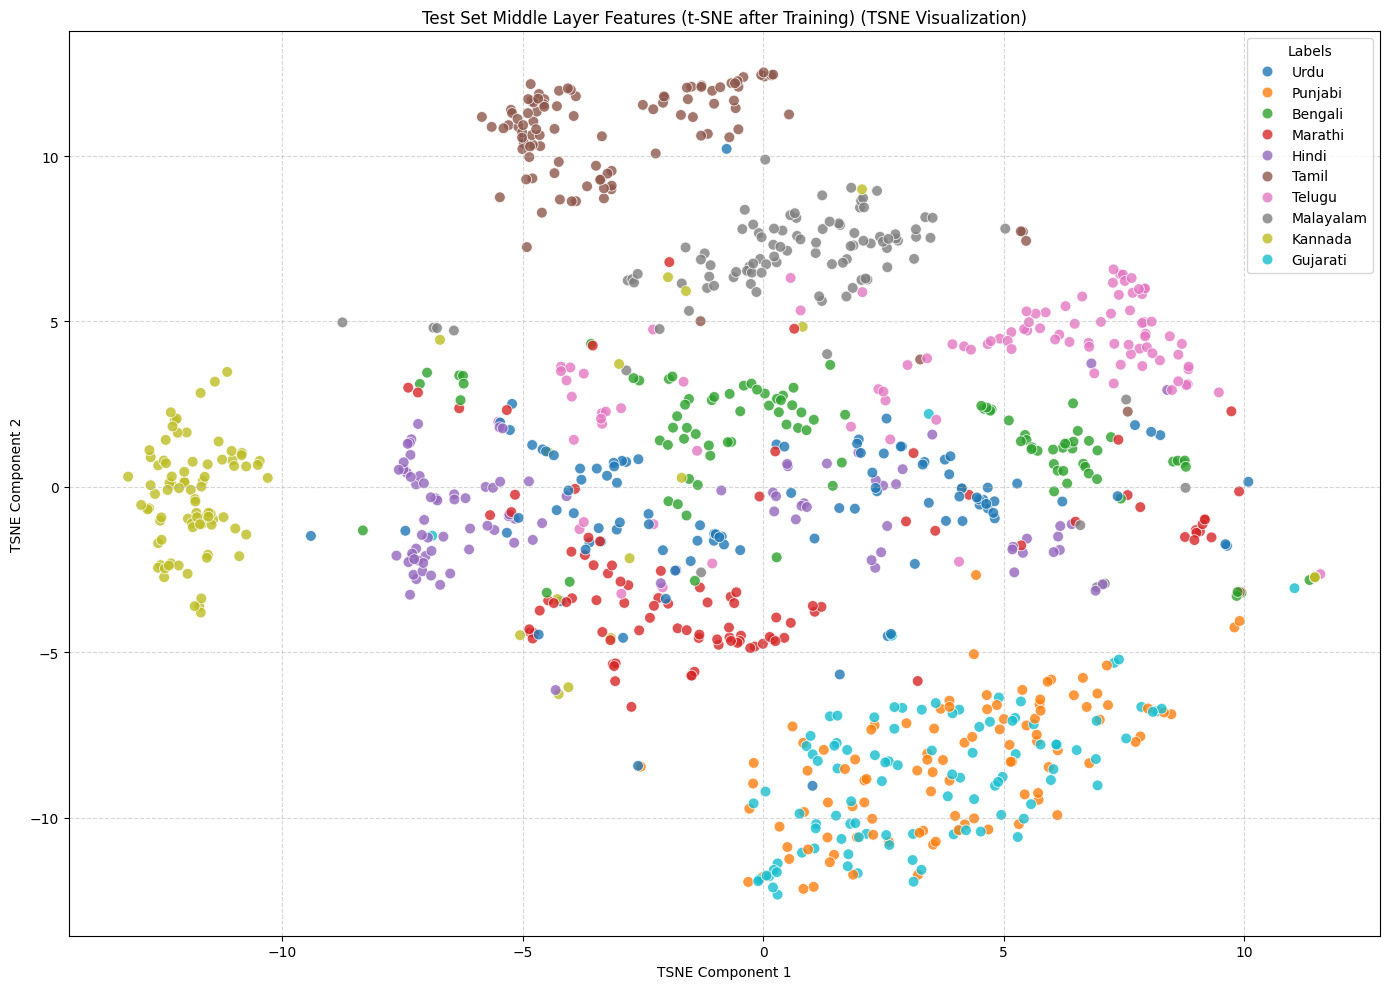 Test Set Middle Layer Features (t-SNE after Training) (TSNE Visualization)
Labels
Urdu
Punjabi
Bengali
Marathi
Hindi
Tamil
Telugu
Malayalam
Kannada
Gujarati
TSNE Component 2
10
5
0
−5
−10
−10
−5
0
5
10
TSNE Component 1